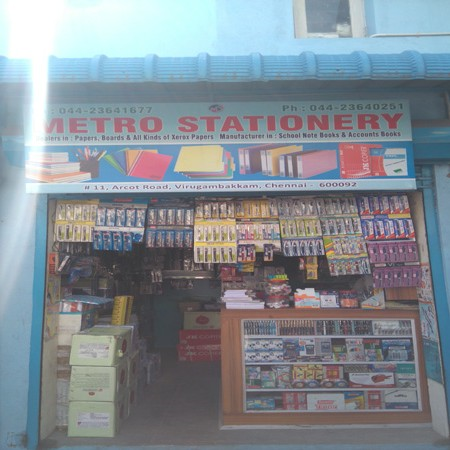 : 044-23641677 Ph : 044-23640251
METRO STATIONERY
Dealers in : Papers, Boards & All Kinds of Xerox Papers Manufacturer in : School Note Books & Accounts Books
# 11, Arcot Road, Virugambakkam, Chennai - 600092